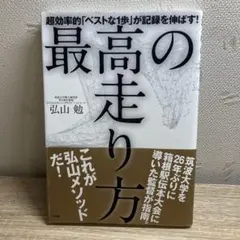 超効率的「ベストな1歩」が記録を伸ばす!
最高の走り方
弘山 勉
筑波大学を
26年ぶりに
箱根駅伝本大会に
導いた監督が指南。
これが
弘山メソッド
だ!